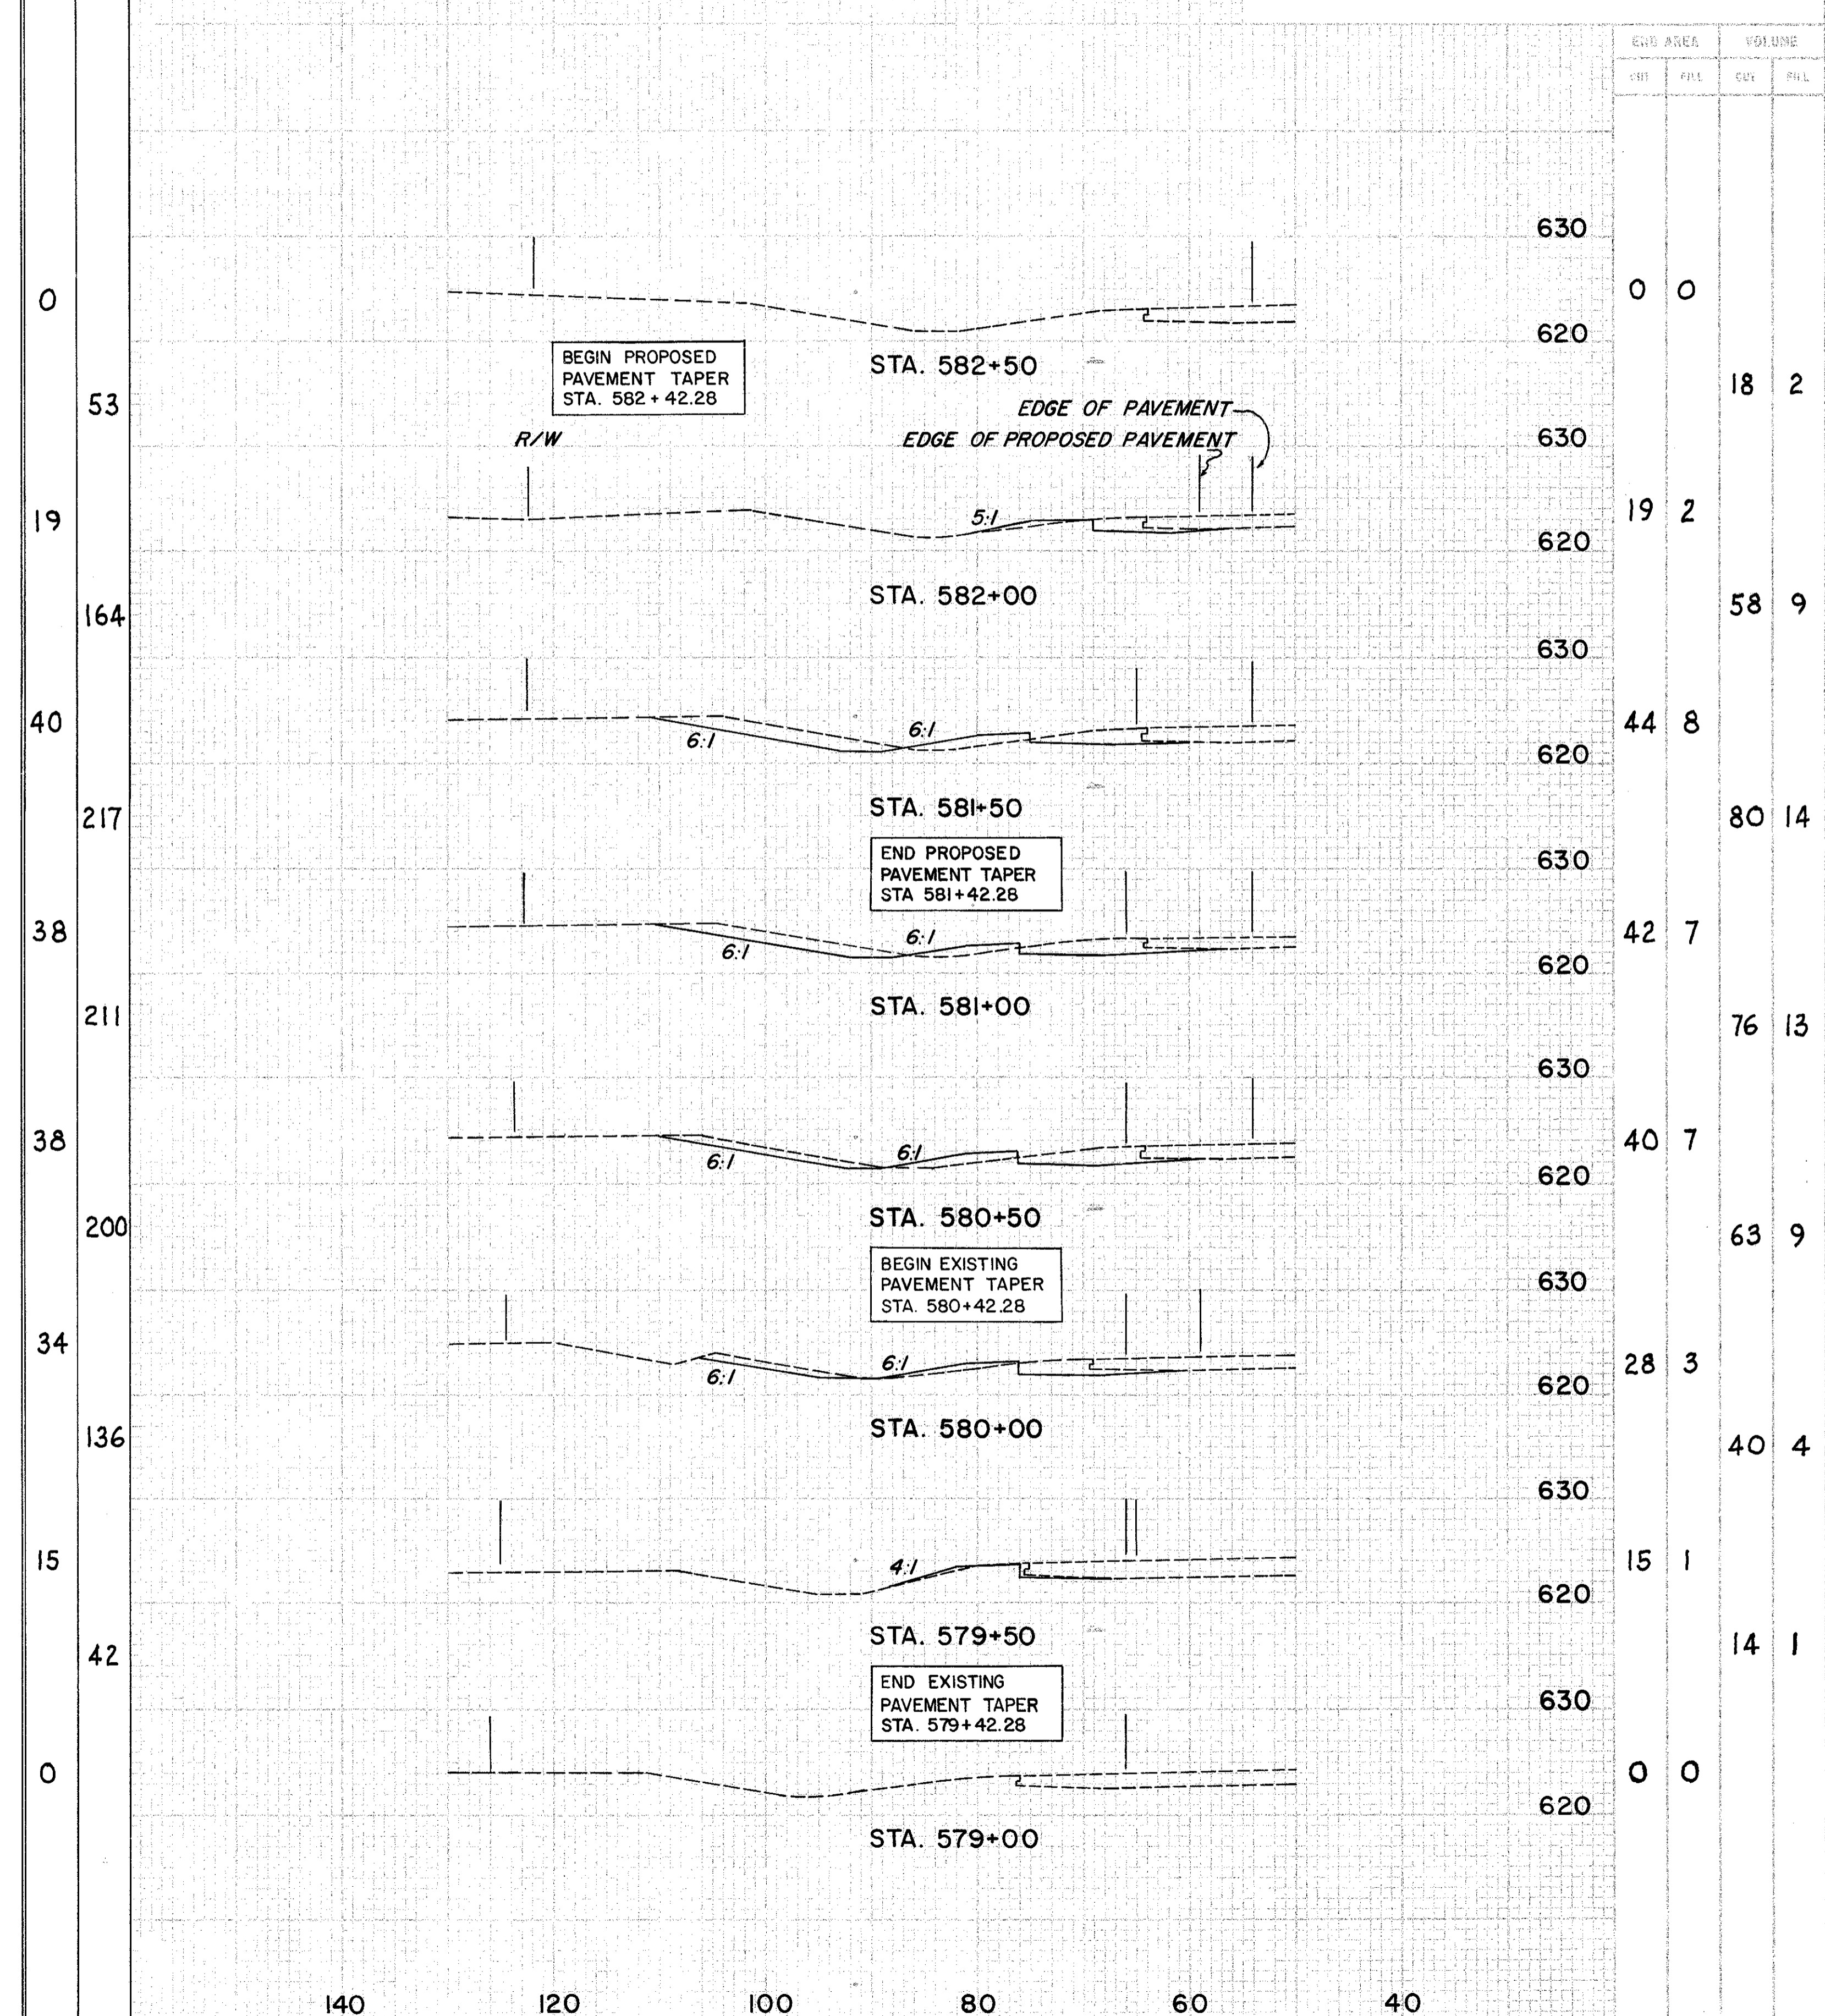 END AREA VOLUME
CUT FILL CUT FILL
630
0 0 0
620
STA. 582+50
BEGIN PROPOSED
PAVEMENT TAPER
STA. 582 + 42.28
53 18 2
EDGE OF PAVEMENT
R/W EDGE OF PROPOSED PAVEMENT 630
19 5:1 19 2
620
STA. 582+00
164 58 9
630
40 6:1 6:1 44 8
620
STA. 581+50
217 80 14
END PROPOSED
PAVEMENT TAPER
STA 581+42.28
630
38 6:1 6:1 42 7
620
STA. 581+00
211 76 13
630
38 6:1 6:1 40 7
620
STA. 580+50
200 63 9
BEGIN EXISTING
PAVEMENT TAPER
STA. 580+42.28
630
34 6:1 6:1 28 3
620
STA. 580+00
136 40 4
630
15 4:1 15 1
620
STA. 579+50
42 14 1
END EXISTING
PAVEMENT TAPER
STA. 579+42.28
630
0 0 0
620
STA. 579+00
140 120 100 80 60 40